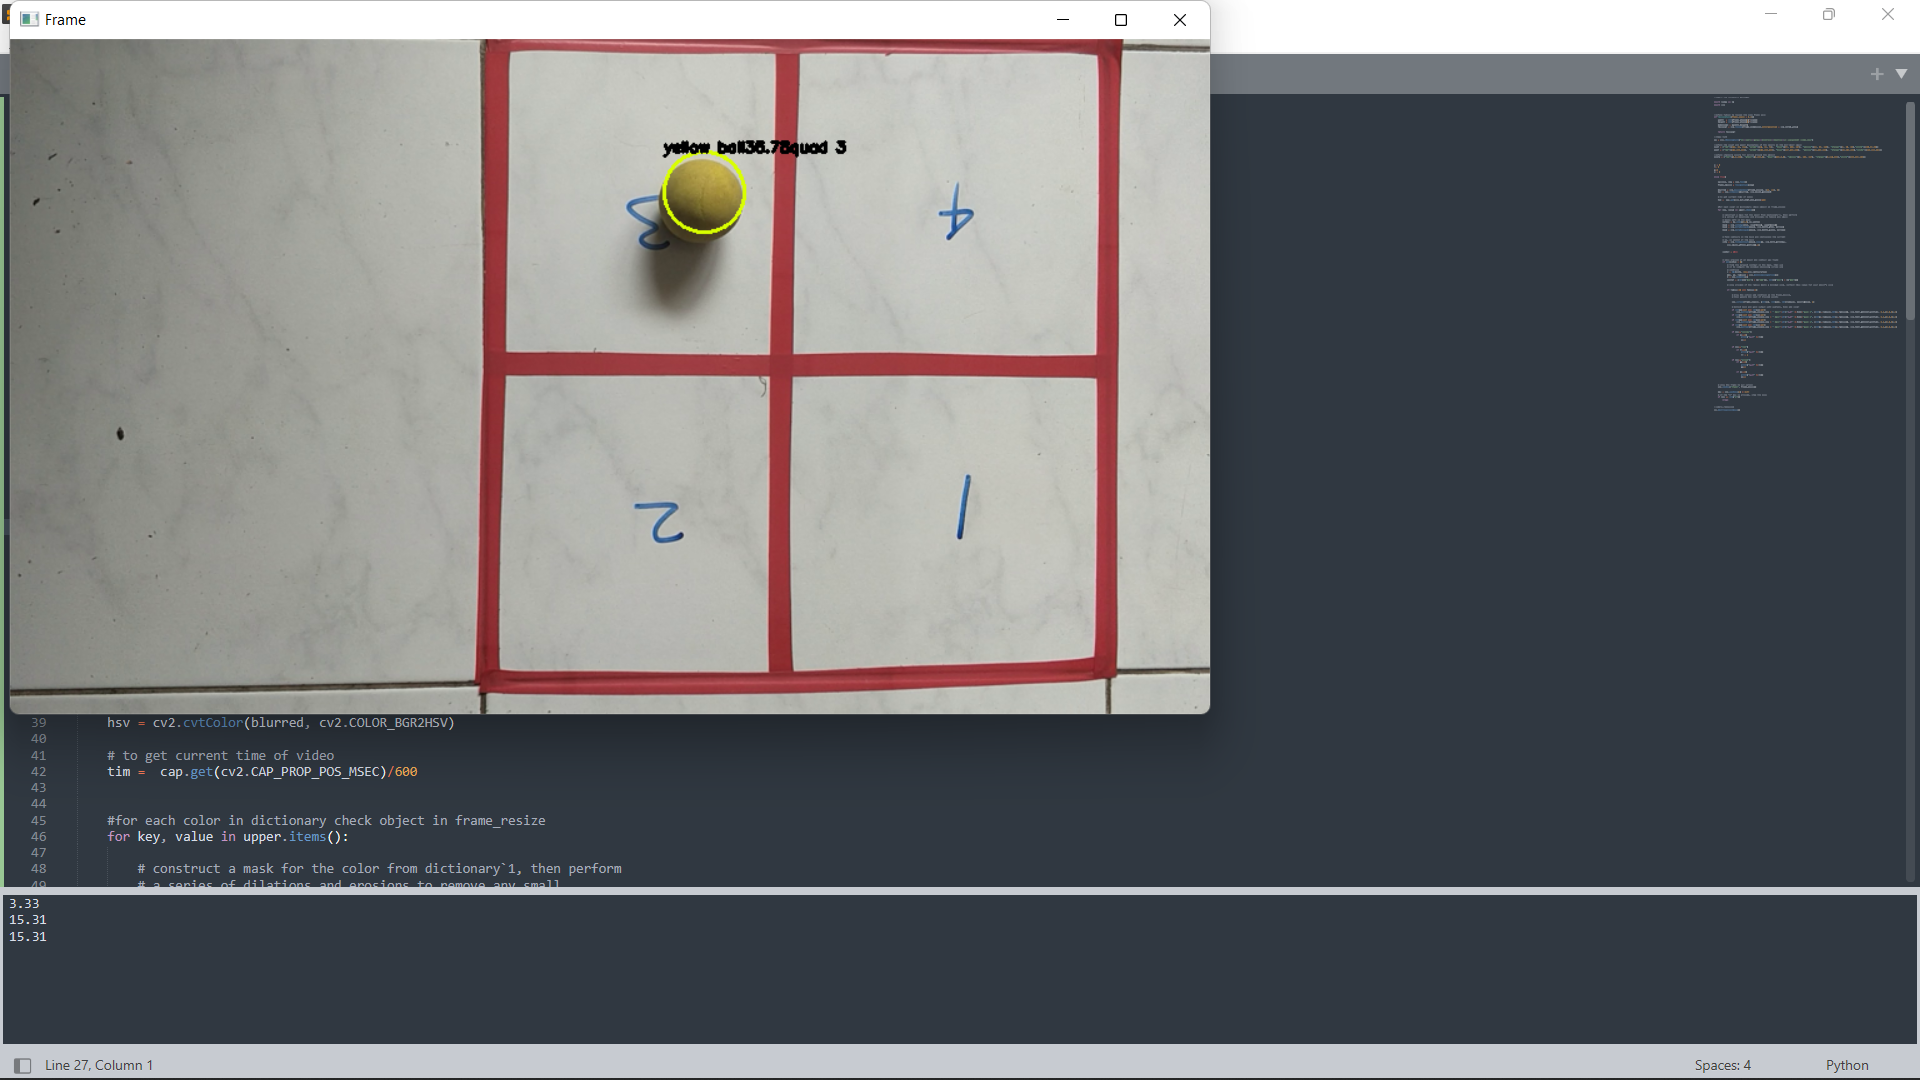 Frame
yellow ball36.78quad 3
3
4
2
1
39 hsv = cv2.cvtColor(blurred, cv2.COLOR_BGR2HSV)
40
41 # to get current time of video
42 tim =  cap.get(cv2.CAP_PROP_POS_MSEC)/600
43
44
45 #for each color in dictionary check object in frame_resize
46 for key, value in upper.items():
47
48 # construct a mask for the color from dictionary`1, then perform
49 # a series of dilations and erosions to remove any small
3.33
15.31
15.31
Line 27, Column 1
Spaces: 4
Python